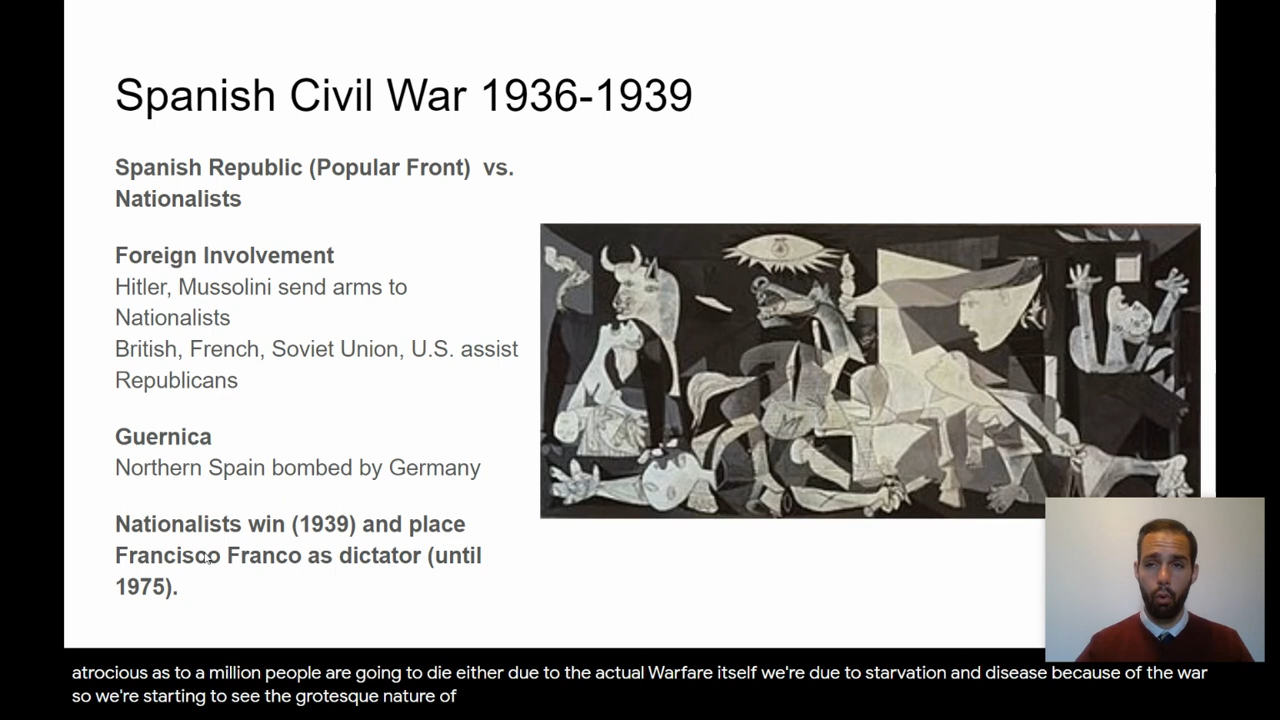 Spanish Civil War 1936-1939
Spanish Republic (Popular Front) vs.
Nationalists
Foreign Involvement
Hitler, Mussolini send arms to
Nationalists
British, French, Soviet Union, U.S. assist
Republicans
Guernica
Northern Spain bombed by Germany
Nationalists win (1939) and place
Francisco Franco as dictator (until
1975).
atrocious as to a million people are going to die either due to the actual Warfare itself we're due to starvation and disease because of the war
so we're starting to see the grotesque nature of